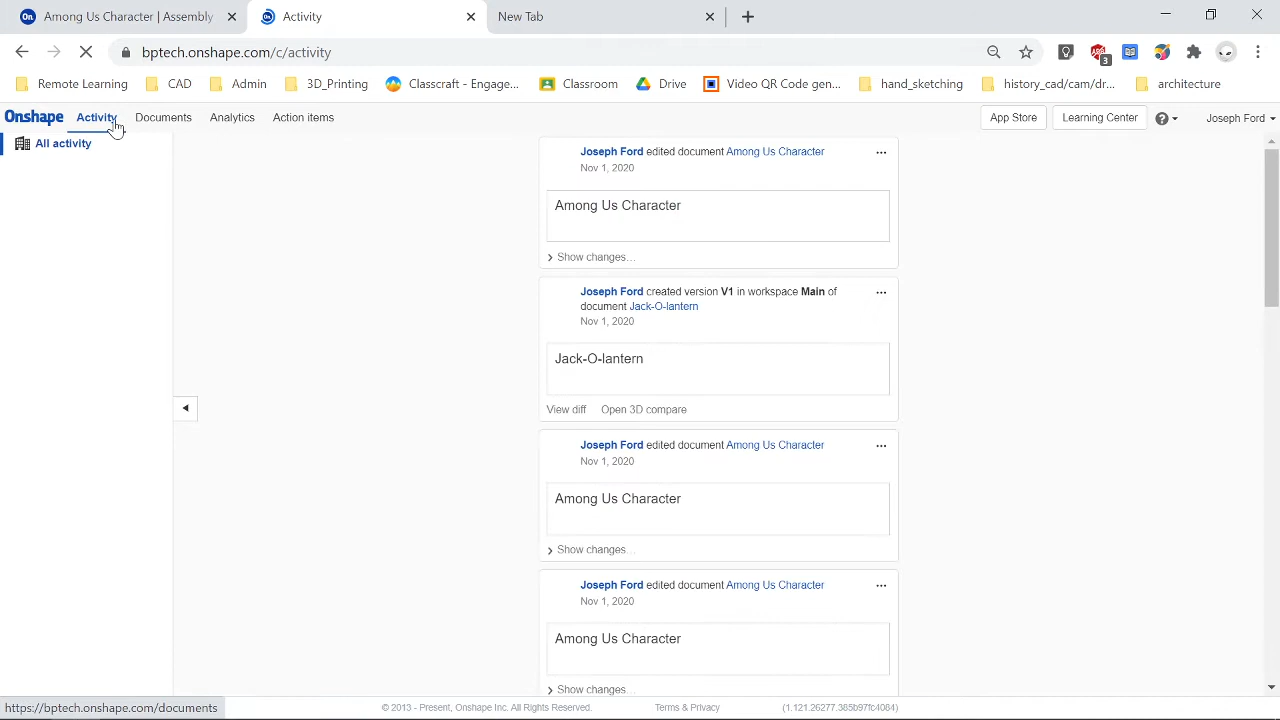 Among Us Character | Assembly
Activity
New Tab
bptech.onshape.com/c/activity
3
Remote Learning
CAD
Admin
3D_Printing
Classcraft - Engage...
Classroom
Drive
Video QR Code gen...
hand_sketching
history_cad/cam/dr...
architecture
Onshape
Activity
Documents
Analytics
Action items
App Store
Learning Center
Joseph Ford
All activity
Joseph Ford edited document Among Us Character
Nov 1, 2020
Among Us Character
Show changes...
Joseph Ford created version V1 in workspace Main of
document Jack-O-lantern
Nov 1, 2020
Jack-O-lantern
View diff Open 3D compare
Joseph Ford edited document Among Us Character
Nov 1, 2020
Among Us Character
Show changes...
Joseph Ford edited document Among Us Character
Nov 1, 2020
Among Us Character
Show changes...
https://bptech.onshape.com/documents
© 2013 - Present, Onshape Inc. All Rights Reserved.
Terms & Privacy
(1.121.26277.385b97fc4084)